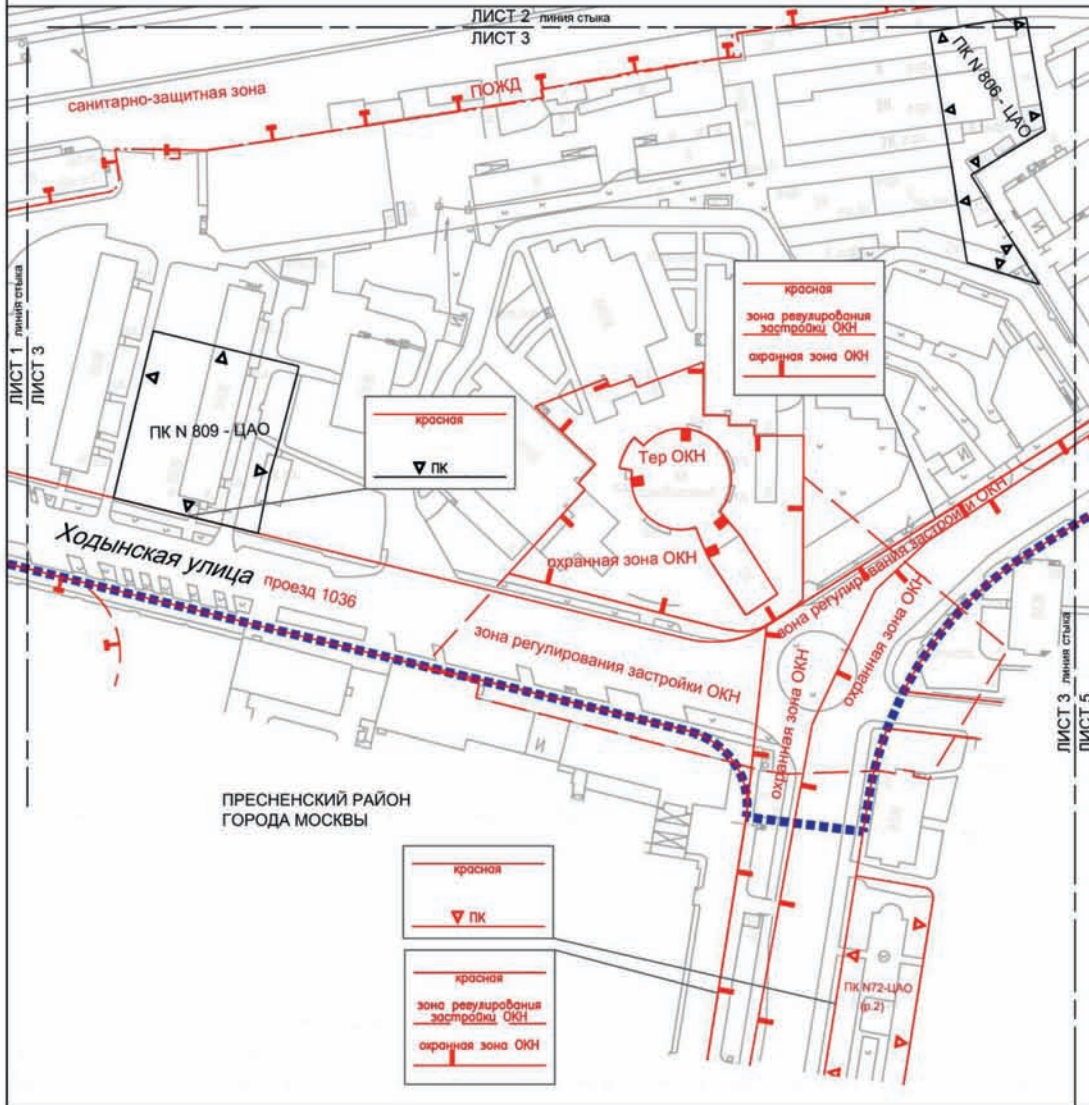 ЛИСТ 2 линия стыка
ЛИСТ 3
санитарно-защитная зона
ПОЖД
ПК N 806 - ЦАО
ЛИСТ 1 линия стыка
ЛИСТ 3
красная
зона регулирования
застройки ОКН
охранная зона ОКН
ПК N 809 - ЦАО
красная
ПК
Тер ОКН
охранная зона ОКН
Ходынская улица
проезд 1036
зона регулирования застройки ОКН
зона регулирования застройки ОКН
охранная зона ОКН
охранная зона ОКН
ЛИСТ 3 линия стыка
ЛИСТ 5
ПРЕСНЕНСКИЙ РАЙОН
ГОРОДА МОСКВЫ
красная
ПК
красная
зона регулирования
застройки ОКН
охранная зона ОКН
ПК N72-ЦАО
(р.2)